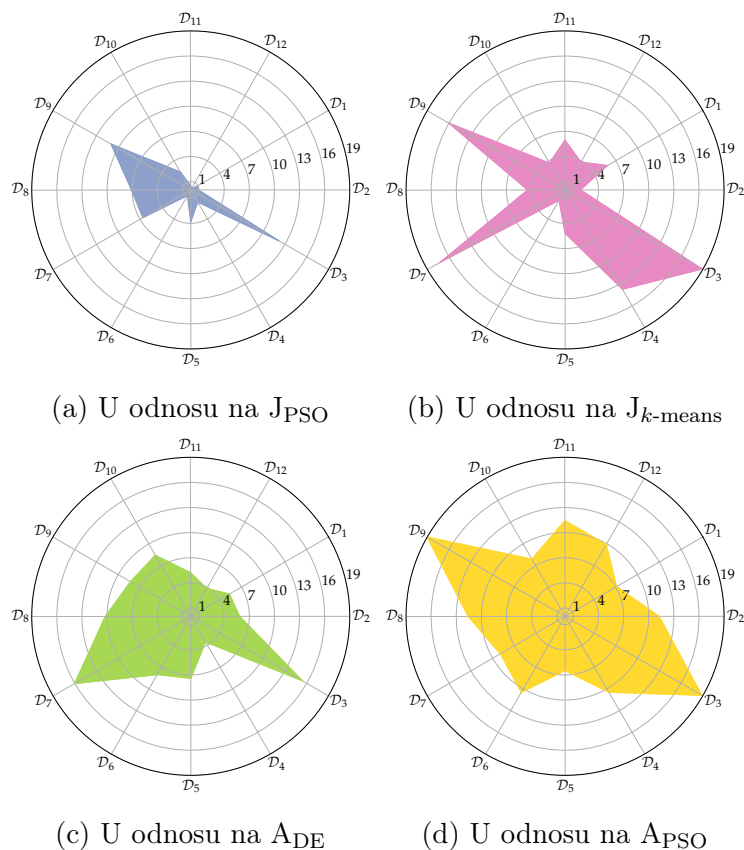 𝒟₁₁
𝒟₁₀ 𝒟₁₂
𝒟₉ 𝒟₁
𝒟₈ 1 4 7 10 13 16 19 𝒟₂
𝒟₇ 𝒟₃
𝒟₆ 𝒟₄
𝒟₅
(a) U odnosu na J_PSO
𝒟₁₁
𝒟₁₀ 𝒟₁₂
𝒟₉ 𝒟₁
𝒟₈ 1 4 7 10 13 16 19 𝒟₂
𝒟₇ 𝒟₃
𝒟₆ 𝒟₄
𝒟₅
(b) U odnosu na J_k-means
𝒟₁₁
𝒟₁₀ 𝒟₁₂
𝒟₉ 𝒟₁
𝒟₈ 1 4 7 10 13 16 19 𝒟₂
𝒟₇ 𝒟₃
𝒟₆ 𝒟₄
𝒟₅
(c) U odnosu na A_DE
𝒟₁₁
𝒟₁₀ 𝒟₁₂
𝒟₉ 𝒟₁
𝒟₈ 1 4 7 10 13 16 19 𝒟₂
𝒟₇ 𝒟₃
𝒟₆ 𝒟₄
𝒟₅
(d) U odnosu na A_PSO